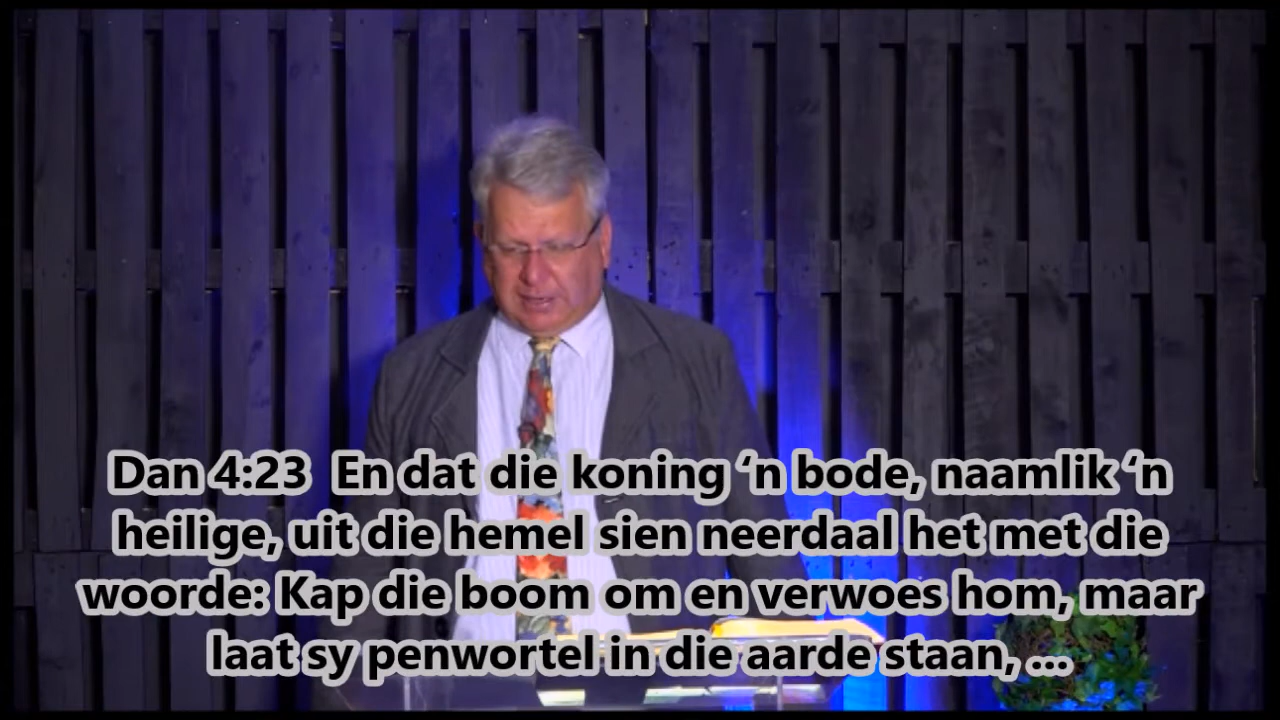 Dan 4:23  En dat die koning ‘n bode, naamlik ‘n
heilige, uit die hemel sien neerdaal het met die
woorde: Kap die boom om en verwoes hom, maar
laat sy penwortel in die aarde staan, ...